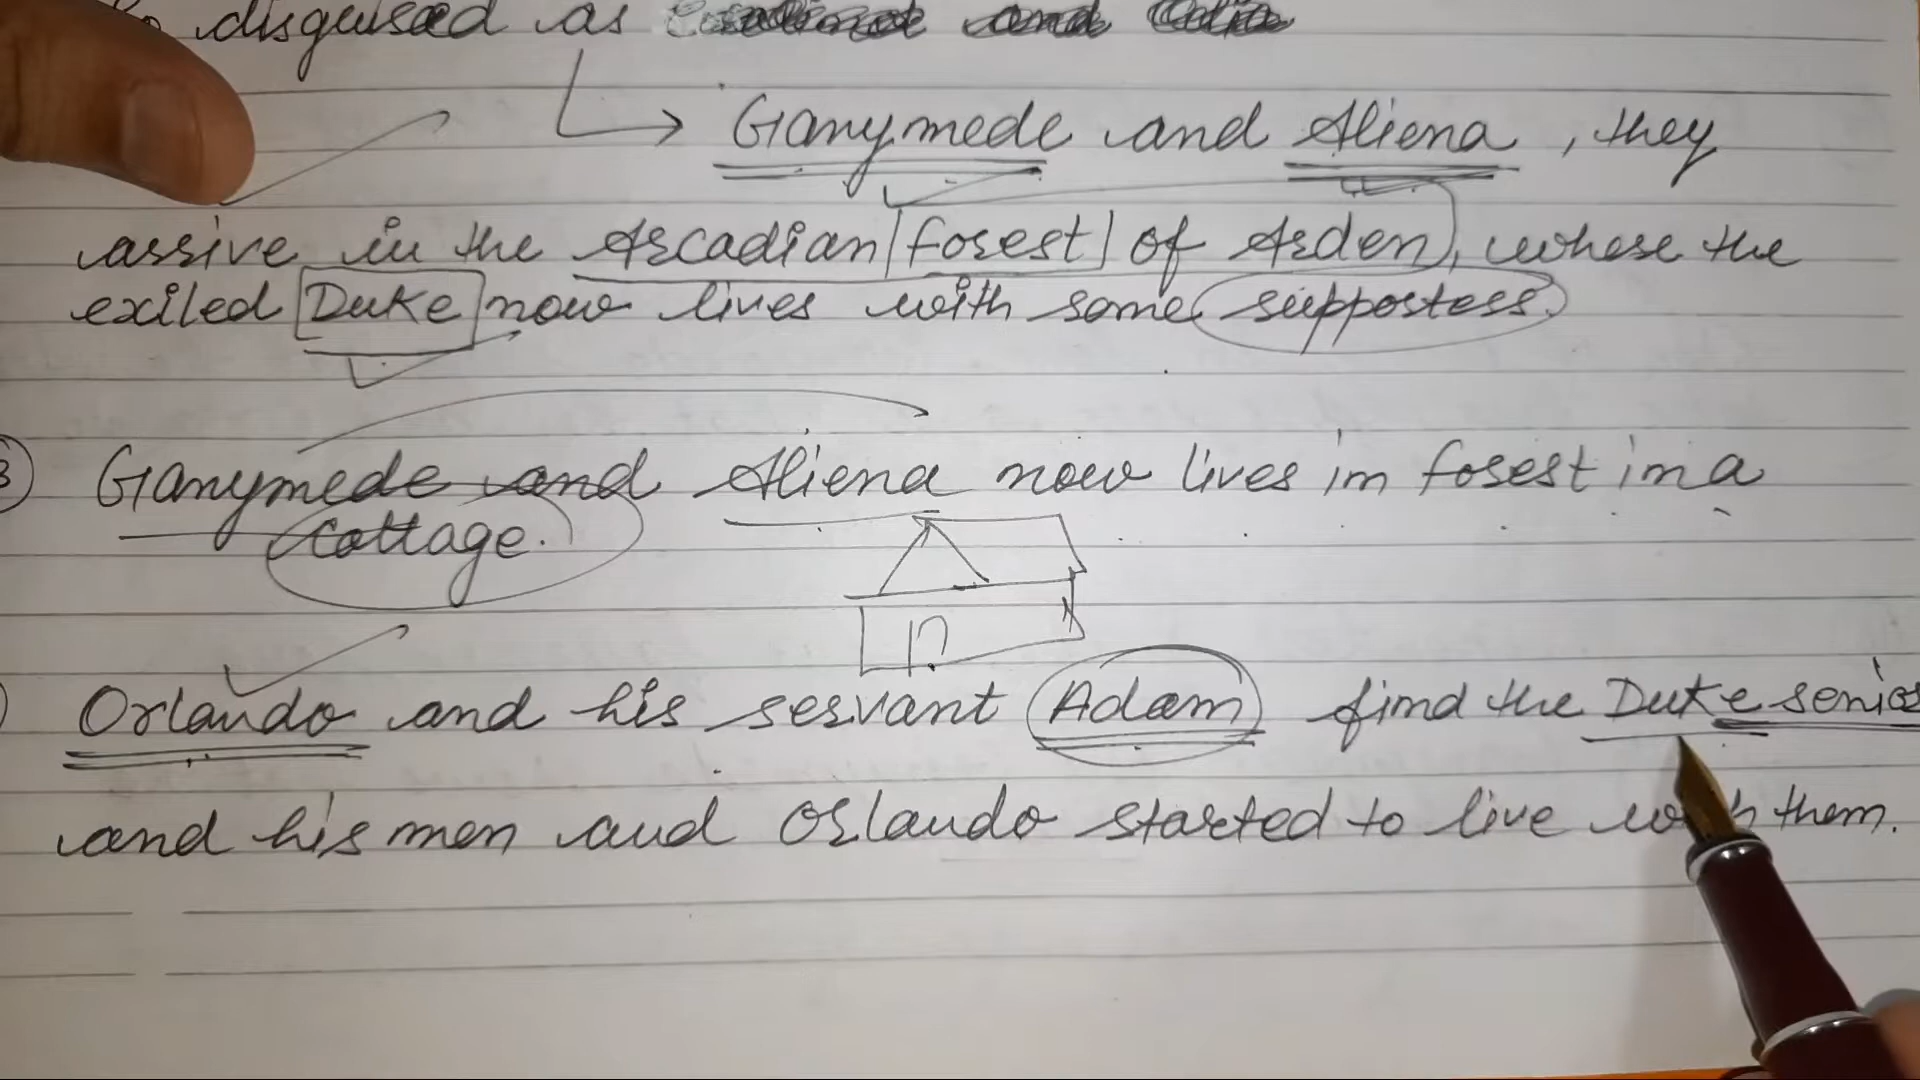 disguised as
Ganymede and Aliena, they
arrive in the Arcadian forest of Arden, where the
exiled Duke now lives with some supporters.
3 Ganymede and Aliena now lives in forest in a
cottage.
Orlando and his servant Adam find the Duke senior
and his men and Orlando started to live with them.